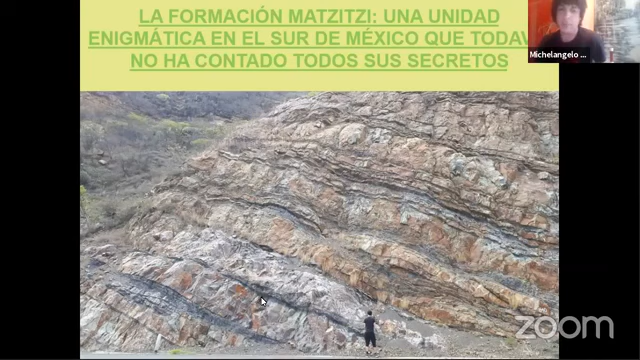 LA FORMACIÓN MATZITZI: UNA UNIDAD
ENIGMÁTICA EN EL SUR DE MÉXICO QUE TODAV
NO HA CONTADO TODOS SUS SECRETOS
Michelangelo ...
zoom